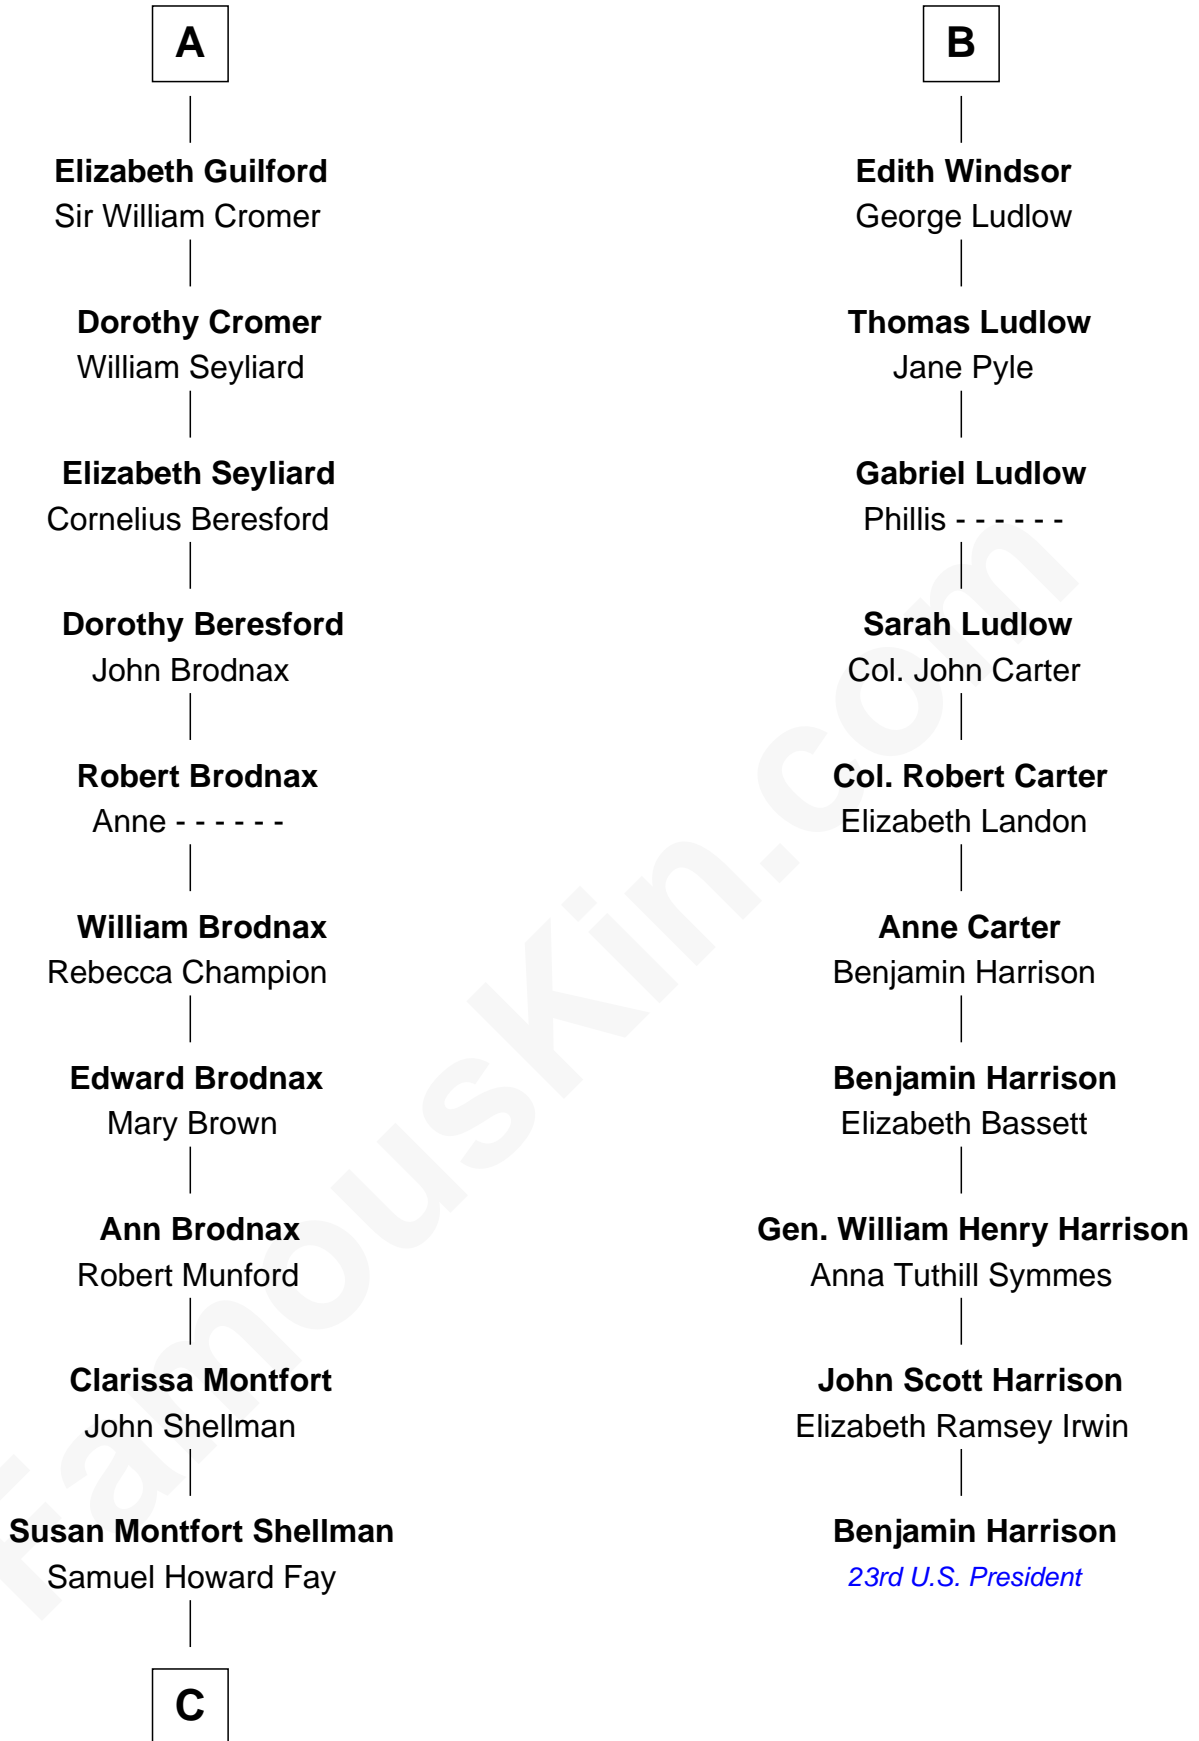 A
Elizabeth Guilford
Sir William Cromer
Dorothy Cromer
William Seyliard
Elizabeth Seyliard
Cornelius Beresford
Dorothy Beresford
John Brodnax
Robert Brodnax
Anne - - - - - -
William Brodnax
Rebecca Champion
Edward Brodnax
Mary Brown
Ann Brodnax
Robert Munford
Clarissa Montfort
John Shellman
Susan Montfort Shellman
Samuel Howard Fay
C
B
Edith Windsor
George Ludlow
Thomas Ludlow
Jane Pyle
Gabriel Ludlow
Phillis - - - - - -
Sarah Ludlow
Col. John Carter
Col. Robert Carter
Elizabeth Landon
Anne Carter
Benjamin Harrison
Benjamin Harrison
Elizabeth Bassett
Gen. William Henry Harrison
Anna Tuthill Symmes
John Scott Harrison
Elizabeth Ramsey Irwin
Benjamin Harrison
23rd U.S. President
FamousKin.com